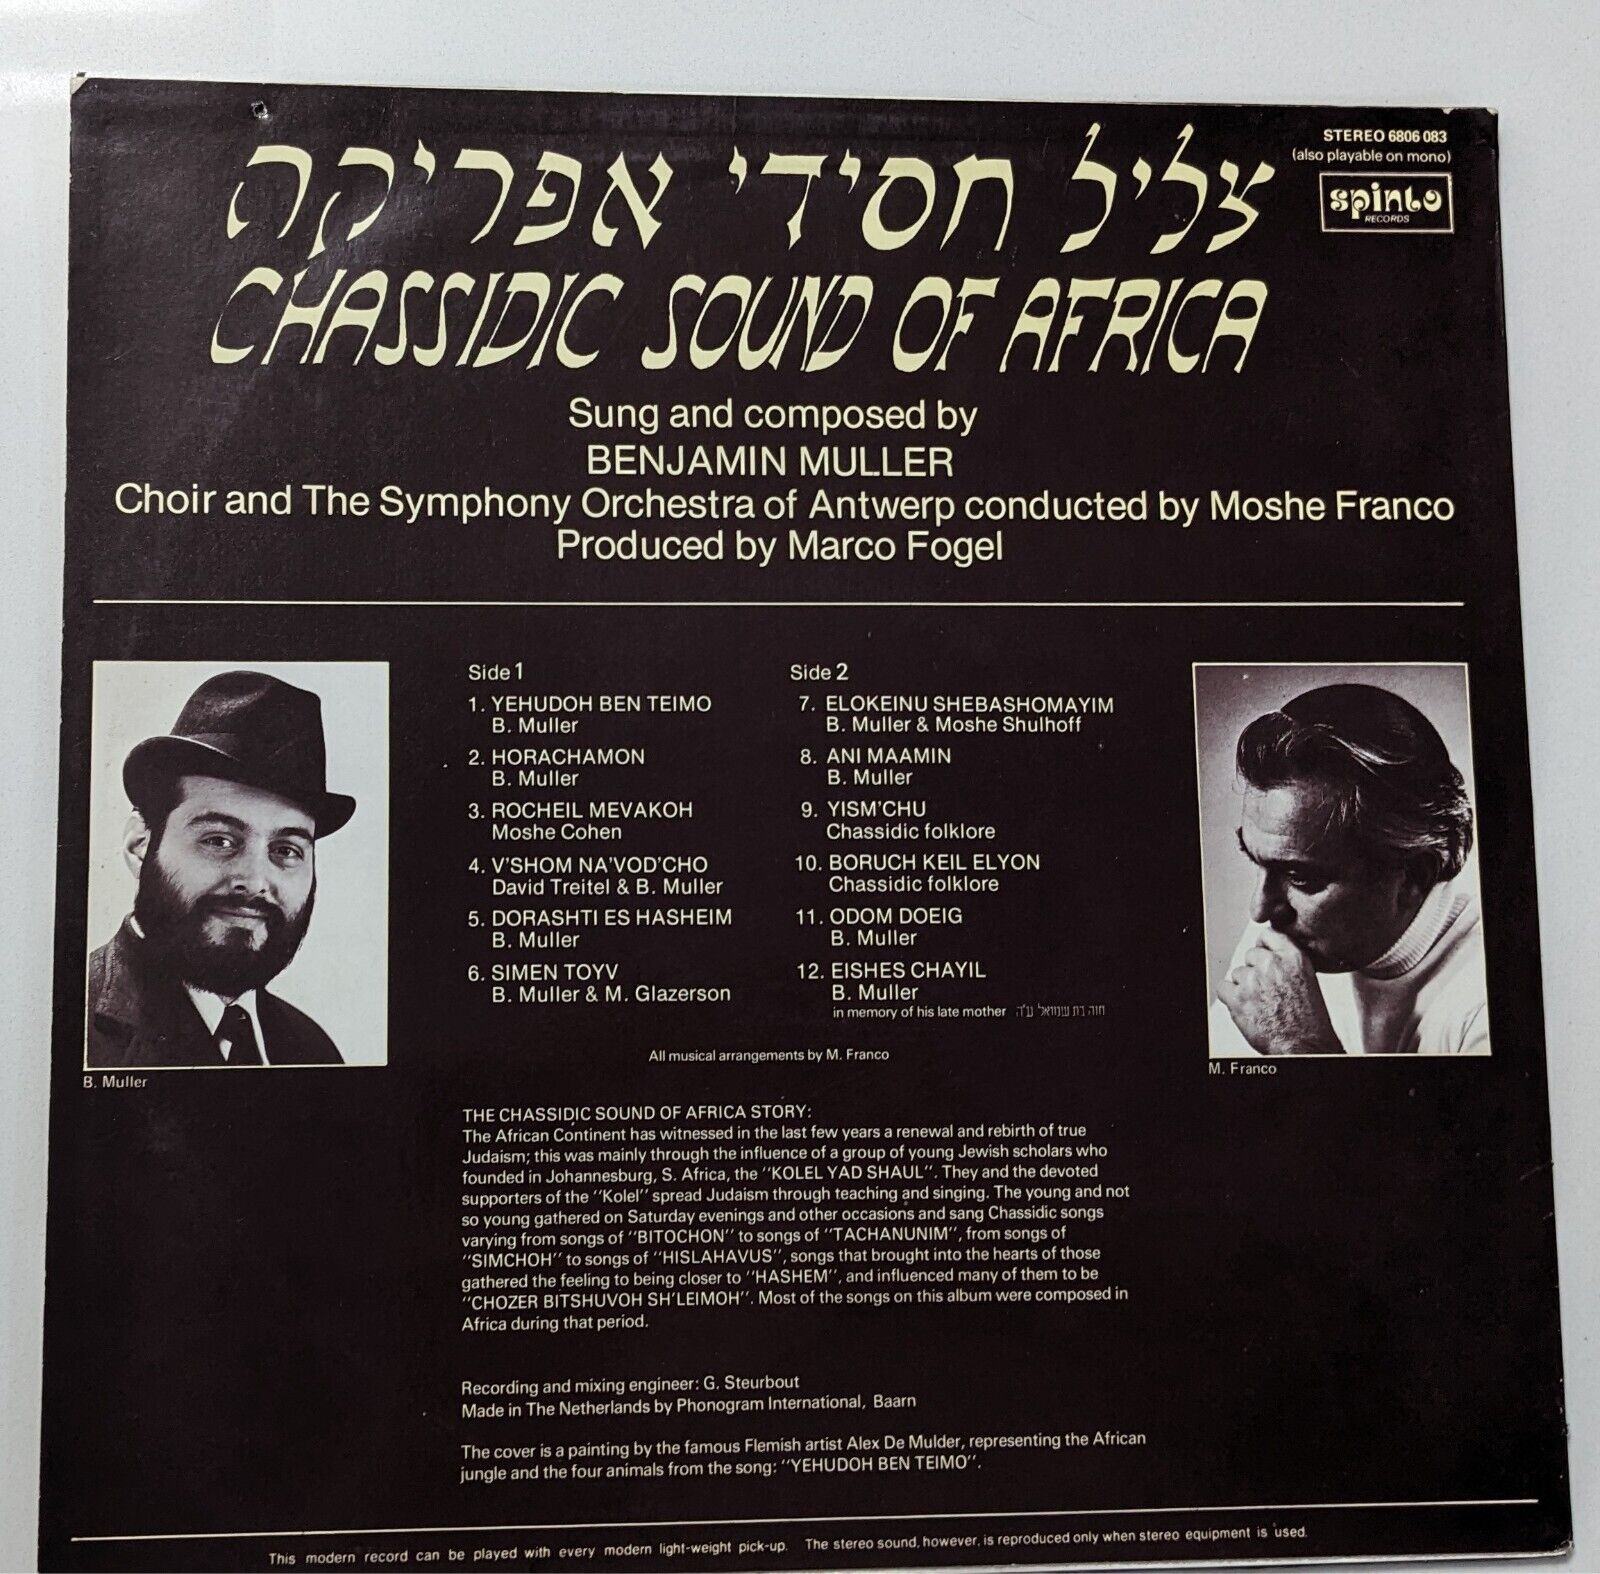 STEREO 6806 083
(also playable on mono)
spinto
RECORDS
צליל חסידי אפריקה
CHASSIDIC SOUND OF AFRICA
Sung and composed by
BENJAMIN MULLER
Choir and The Symphony Orchestra of Antwerp conducted by Moshe Franco
Produced by Marco Fogel
Side 1
1. YEHUDOH BEN TEIMO
B. Muller
2. HORACHAMON
B. Muller
3. ROCHEIL MEVAKOH
Moshe Cohen
4. V'SHOM NA'VOD'CHO
David Treitel & B. Muller
5. DORASHTI ES HASHEIM
B. Muller
6. SIMEN TOYV
B. Muller & M. Glazerson
Side 2
7. ELOKEINU SHEBASHOMAYIM
B. Muller & Moshe Shulhoff
8. ANI MAAMIN
B. Muller
9. YISM'CHU
Chassidic folklore
10. BORUCH KEIL ELYON
Chassidic folklore
11. ODOM DOEIG
B. Muller
12. EISHES CHAYIL
B. Muller
in memory of his late mother חוה בת שמואל ע"ה
All musical arrangements by M. Franco
B. Muller
M. Franco
THE CHASSIDIC SOUND OF AFRICA STORY:
The African Continent has witnessed in the last few years a renewal and rebirth of true
Judaism; this was mainly through the influence of a group of young Jewish scholars who
founded in Johannesburg, S. Africa, the "KOLEL YAD SHAUL". They and the devoted
supporters of the "Kolel" spread Judaism through teaching and singing. The young and not
so young gathered on Saturday evenings and other occasions and sang Chassidic songs
varying from songs of "BITOCHON" to songs of "TACHANUNIM", from songs of
"SIMCHOH" to songs of "HISLAHAVUS", songs that brought into the hearts of those
gathered the feeling to being closer to "HASHEM", and influenced many of them to be
"CHOZER BITSHUVOH SH'LEIMOH". Most of the songs on this album were composed in
Africa during that period.
Recording and mixing engineer: G. Steurbout
Made in The Netherlands by Phonogram International, Baarn
The cover is a painting by the famous Flemish artist Alex De Mulder, representing the African
jungle and the four animals from the song: "YEHUDOH BEN TEIMO".
This modern record can be played with every modern light-weight pick-up. The stereo sound, however, is reproduced only when stereo equipment is used.